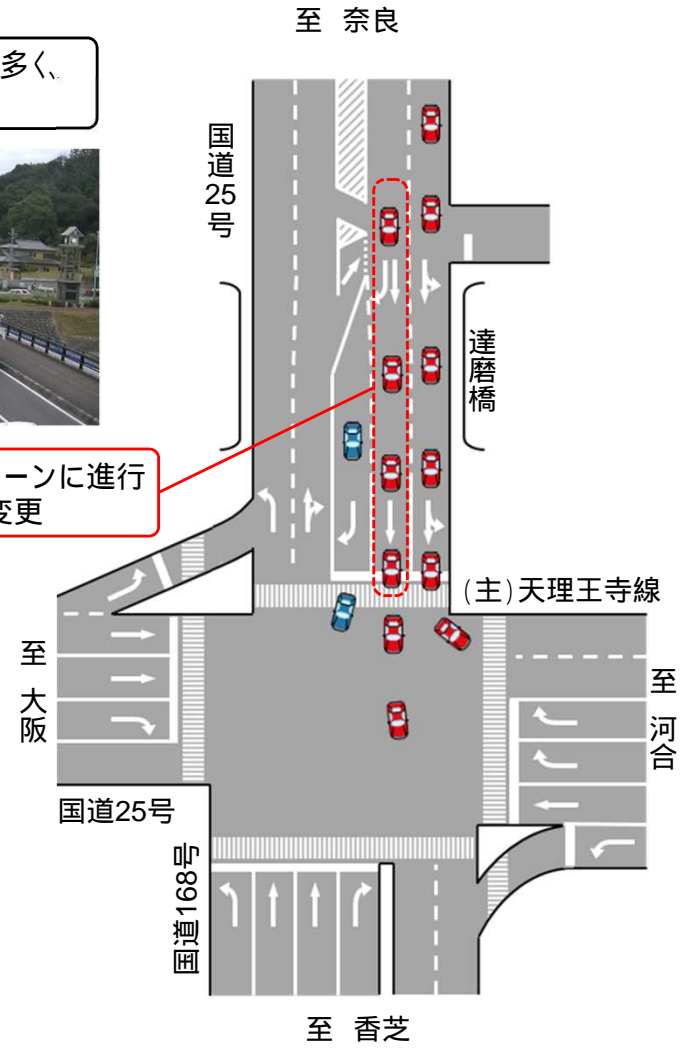 至 奈良
多く、
国道25号
達磨橋
ーンに進行
変更
(主)天理王寺線
至 大阪
至 河合
国道25号
国道168号
至 香芝